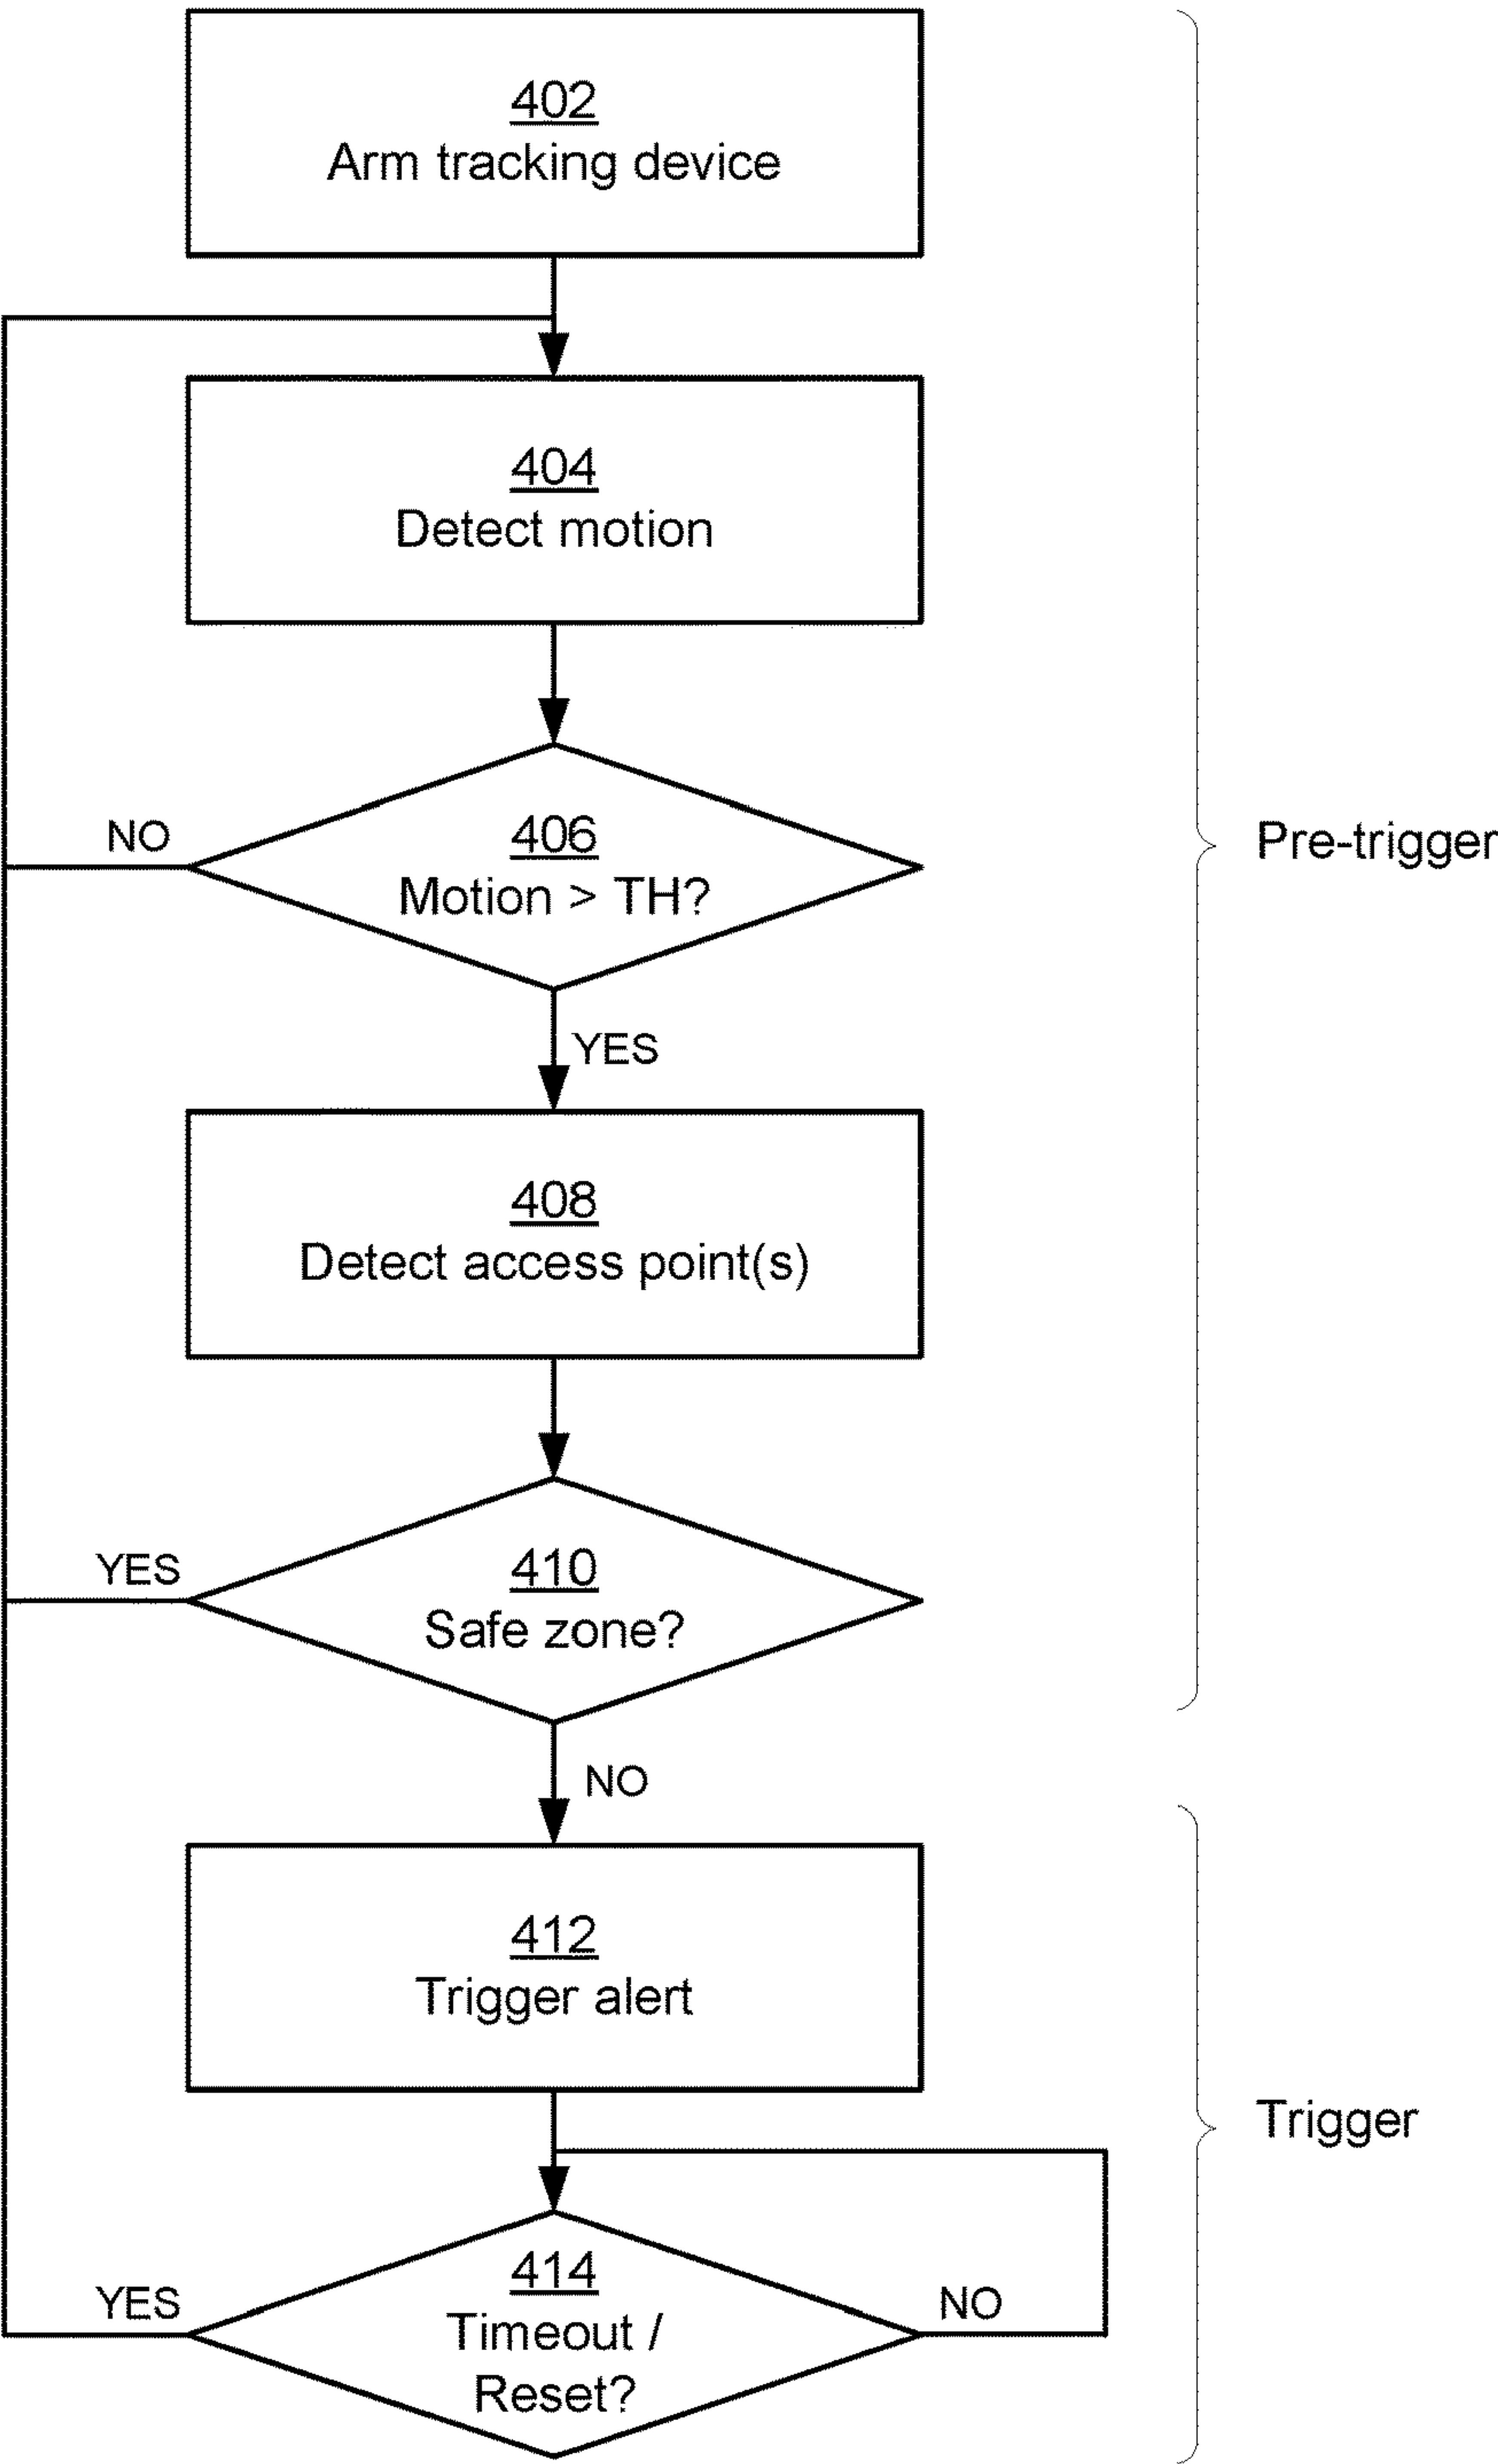 402
Arm tracking device
404
Detect motion
NO
406
Motion > TH?
Pre-trigger
YES
408
Detect access point(s)
YES
410
Safe zone?
NO
412
Trigger alert
Trigger
YES
414
Timeout /
Reset?
NO